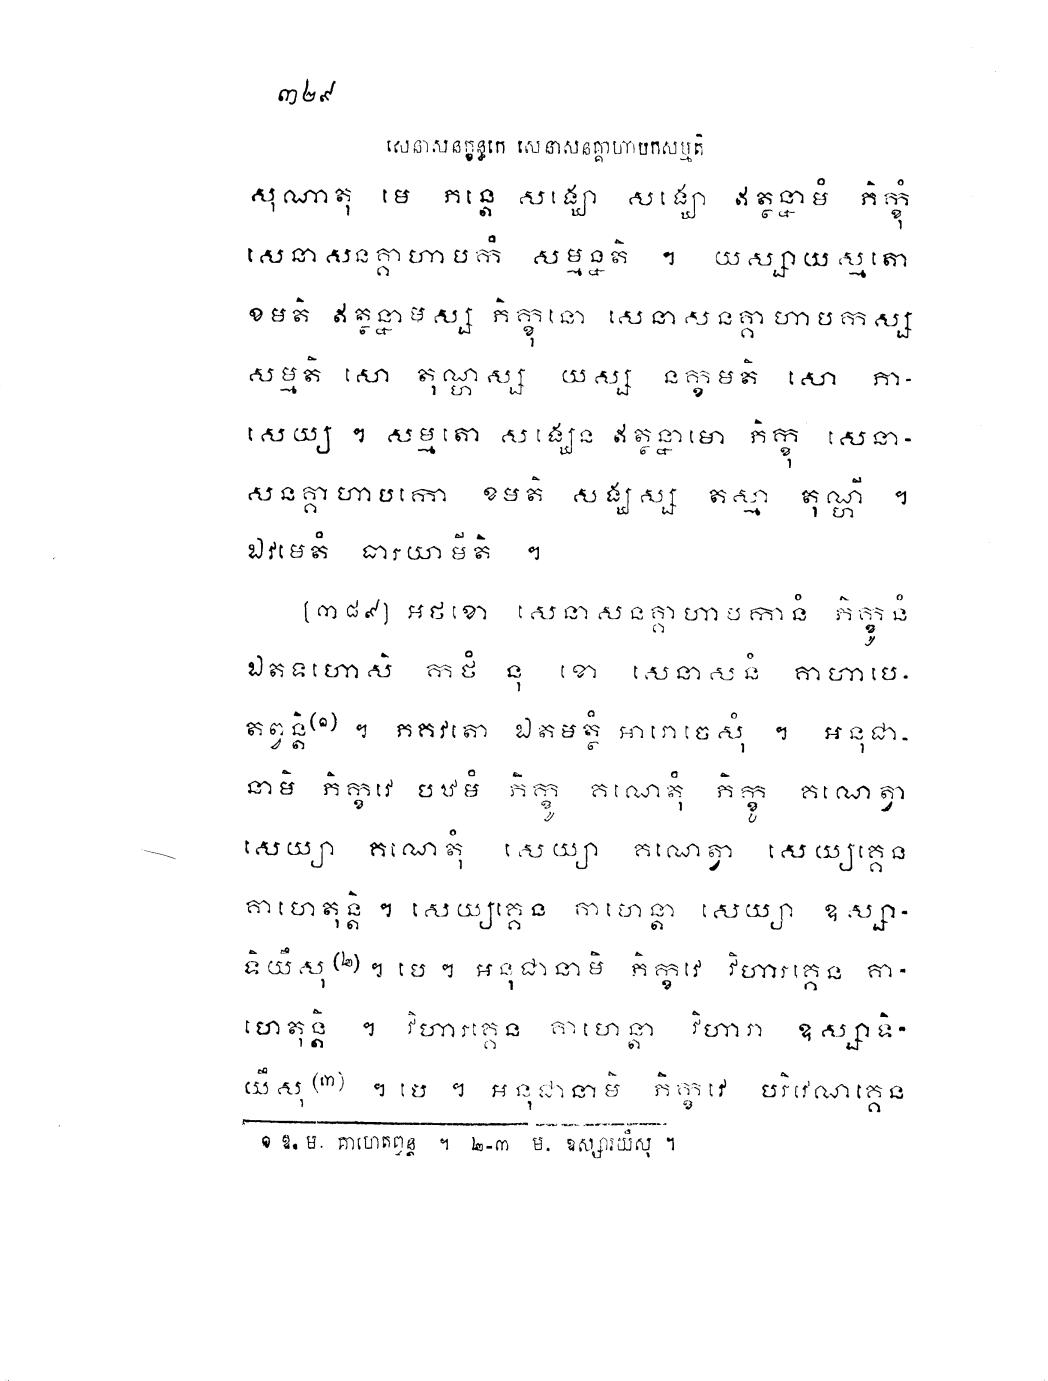 ៣២៩
សេនាសនក្ខន្ធកេ សេនាសនគ្គាហាបកសម្មតិ
សុណាតុ មេ ភន្តេ សង្ឃោ សង្ឃោ ឥត្ថន្នាមំ ភិក្ខុំ
សេនាសនគ្គាហាបកំ សម្មន្នតិ ។ យស្សាយស្មតោ
ខមតិ ឥត្ថន្នាមស្ស ភិក្ខុនោ សេនាសនគ្គាហាបកស្ស
សម្មតិ សោ តុណ្ហស្ស យស្ស នក្ខមតិ សោ ភា-
សេយ្យ ។ សម្មតោ សង្ឃេន ឥត្ថន្នាមោ ភិក្ខុ សេនា-
សនគ្គាហាបកោ ខមតិ សង្ឃស្ស តស្មា តុណ្ហី ។
ឯវមេតំ ធារយាមីតិ ។
[៣៨៩] អថខោ សេនាសនគ្គាហាបកានំ ភិក្ខូនំ
ឯតទហោសិ កថំ នុ ខោ សេនាសនំ គាហាបេ-
តព្វន្តិ(១) ។ ភគវតោ ឯតមត្ថំ អារោចេសុំ ។ អនុជា-
នាមិ ភិក្ខវេ បឋមំ ភិក្ខូ គណេតុំ ភិក្ខូ គណេត្វា
សេយ្យា គណេតុំ សេយ្យា គណេត្វា សេយ្យគ្គេន
គាហេតុន្តិ ។ សេយ្យគ្គេន គាហេន្តា សេយ្យា ឧស្សា-
ទិយឹសុ(២) ។ បេ ។ អនុជានាមិ ភិក្ខវេ វិហារគ្គេន គា-
ហេតុន្តិ ។ វិហារគ្គេន គាហេន្តា វិហារា ឧស្សាទិ-
យឹសុ(៣) ។ បេ ។ អនុជានាមិ ភិក្ខវេ បរិវេណគ្គេន
១ ឱ. ម. គាហេតព្វន្តិ ។ ២-៣ ម. ឧស្សារយឹសុ ។